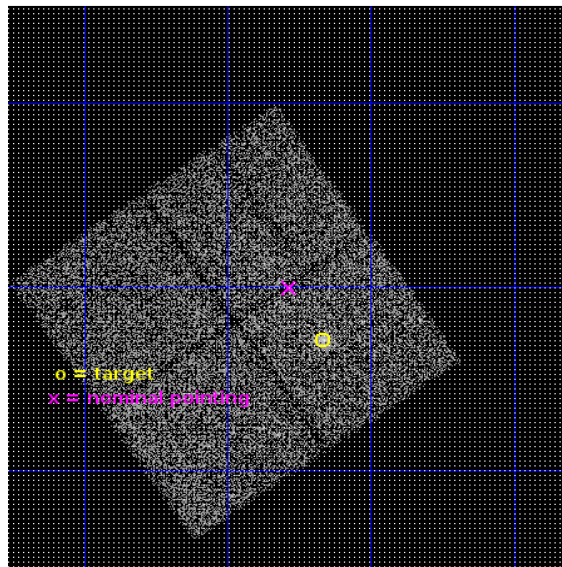 o = target
x = nominal pointing